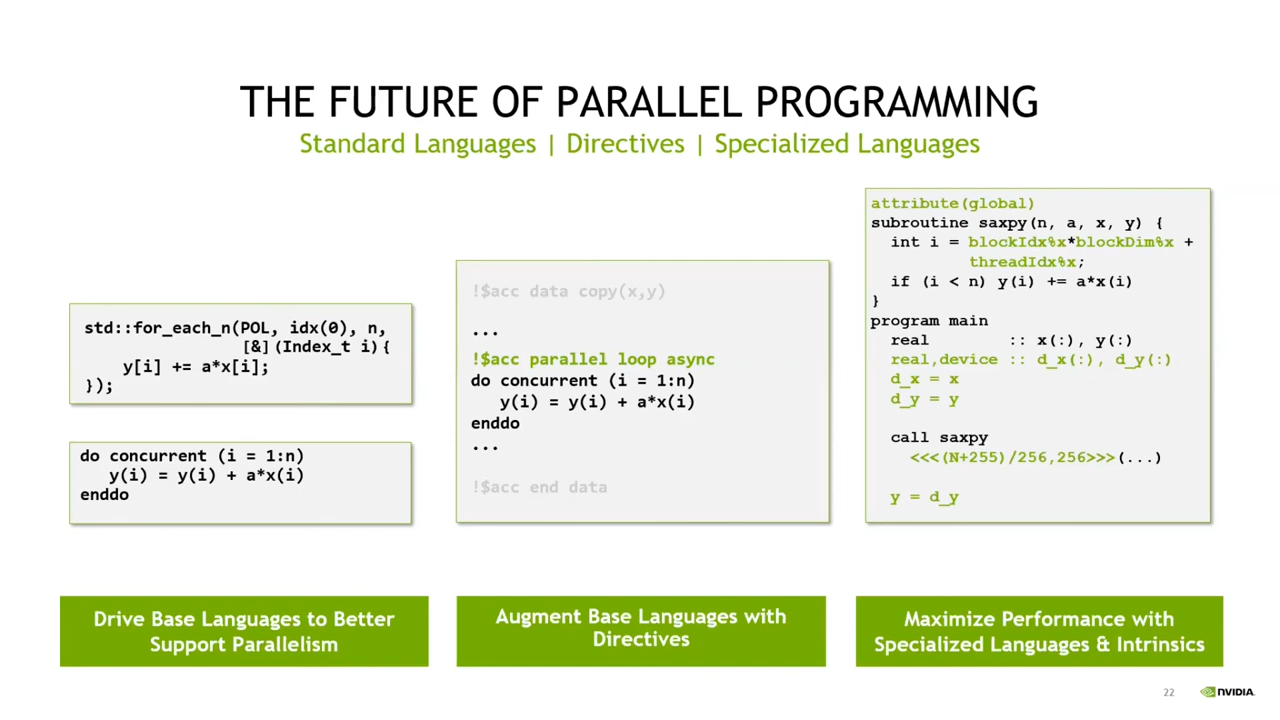 THE FUTURE OF PARALLEL PROGRAMMING
Standard Languages | Directives | Specialized Languages
std::for_each_n(POL, idx(0), n,
                [&](Index_t i){
    y[i] += a*x[i];
});
do concurrent (i = 1:n)
   y(i) = y(i) + a*x(i)
enddo
!$acc data copy(x,y)
...
!$acc parallel loop async
do concurrent (i = 1:n)
   y(i) = y(i) + a*x(i)
enddo
...
!$acc end data
attribute(global)
subroutine saxpy(n, a, x, y) {
  int i = blockIdx%x*blockDim%x +
          threadIdx%x;
  if (i < n) y(i) += a*x(i)
}
program main
  real        :: x(:), y(:)
  real,device :: d_x(:), d_y(:)
  d_x = x
  d_y = y
  call saxpy
    <<<(N+255)/256,256>>>(...)
  y = d_y
Drive Base Languages to Better
Support Parallelism
Augment Base Languages with
Directives
Maximize Performance with
Specialized Languages & Intrinsics
22
NVIDIA.